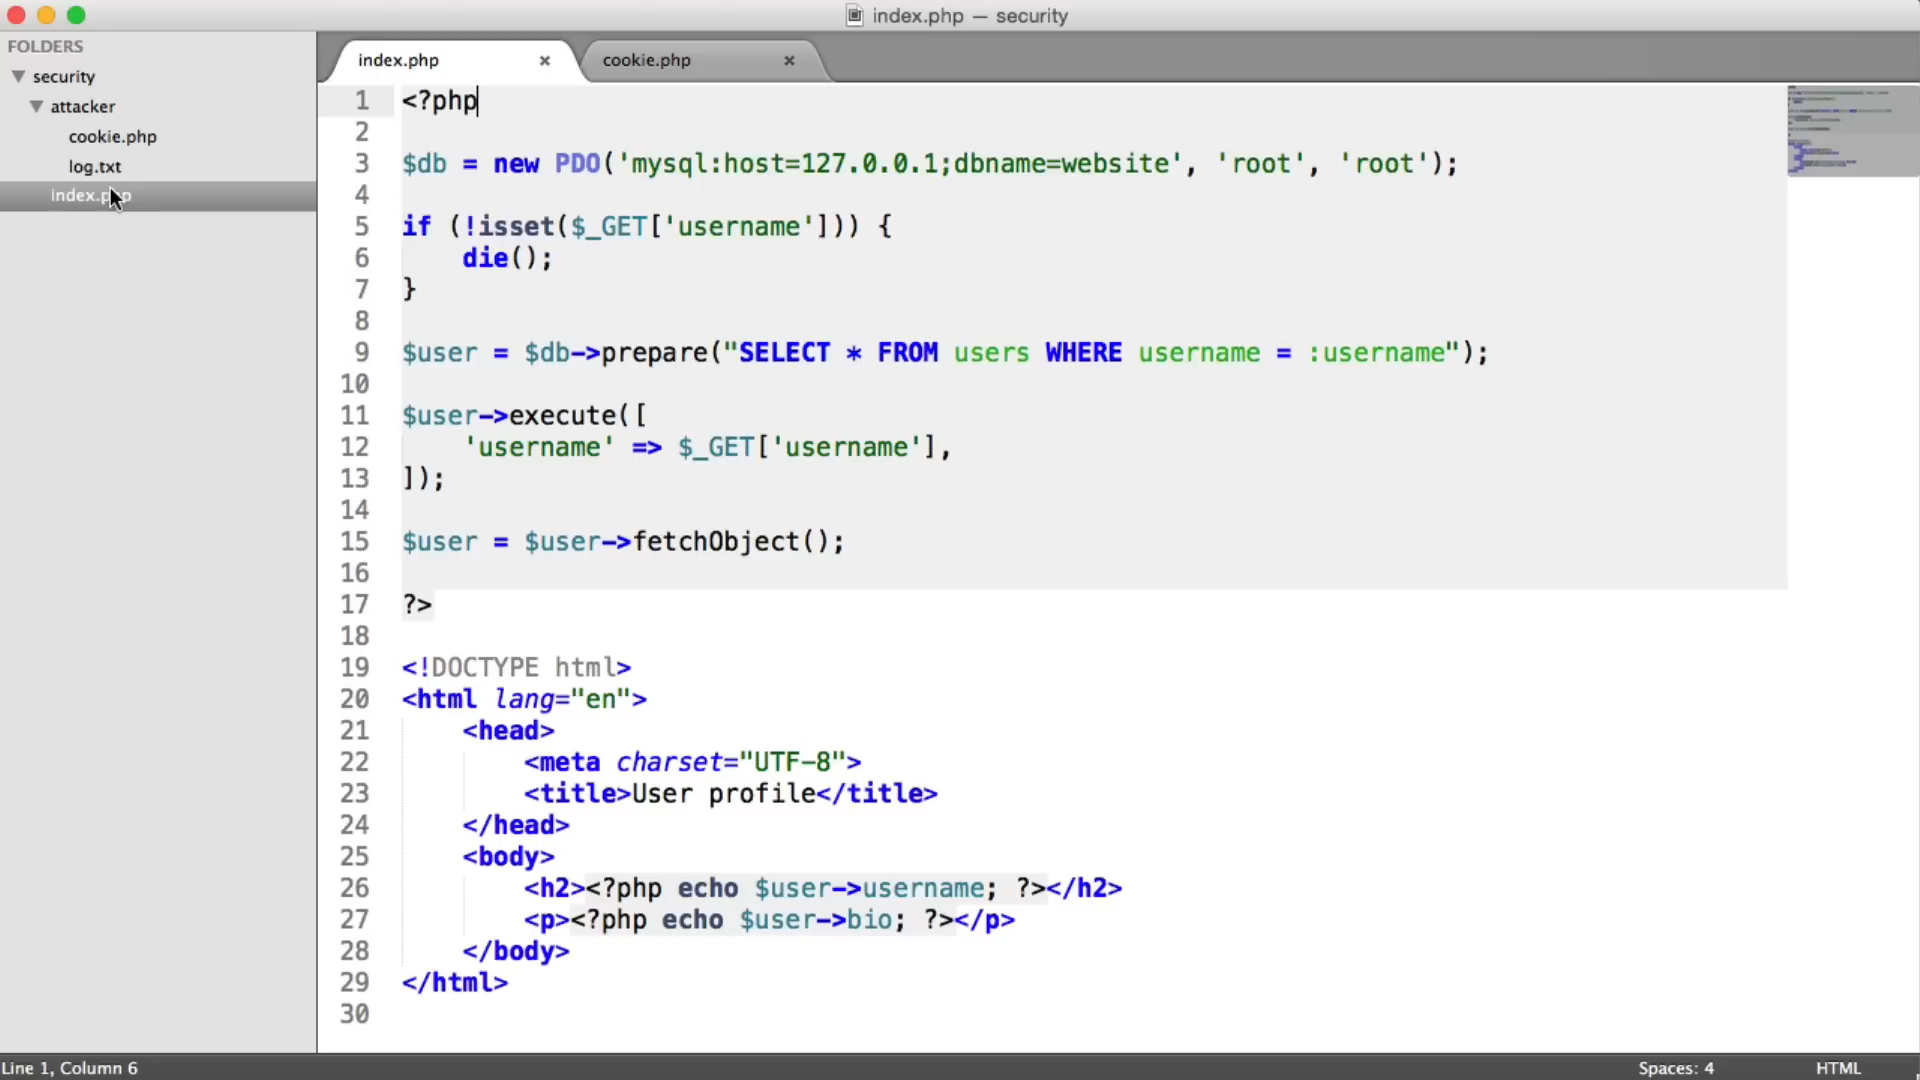 index.php — security
FOLDERS
security
attacker
cookie.php
log.txt
index.php
index.php ×
cookie.php ×
1 <?php
2
3 $db = new PDO('mysql:host=127.0.0.1;dbname=website', 'root', 'root');
4
5 if (!isset($_GET['username'])) {
6     die();
7 }
8
9 $user = $db->prepare("SELECT * FROM users WHERE username = :username");
10
11 $user->execute([
12     'username' => $_GET['username'],
13 ]);
14
15 $user = $user->fetchObject();
16
17 ?>
18
19 <!DOCTYPE html>
20 <html lang="en">
21     <head>
22         <meta charset="UTF-8">
23         <title>User profile</title>
24     </head>
25     <body>
26         <h2><?php echo $user->username; ?></h2>
27         <p><?php echo $user->bio; ?></p>
28     </body>
29 </html>
30
Line 1, Column 6
Spaces: 4
HTML